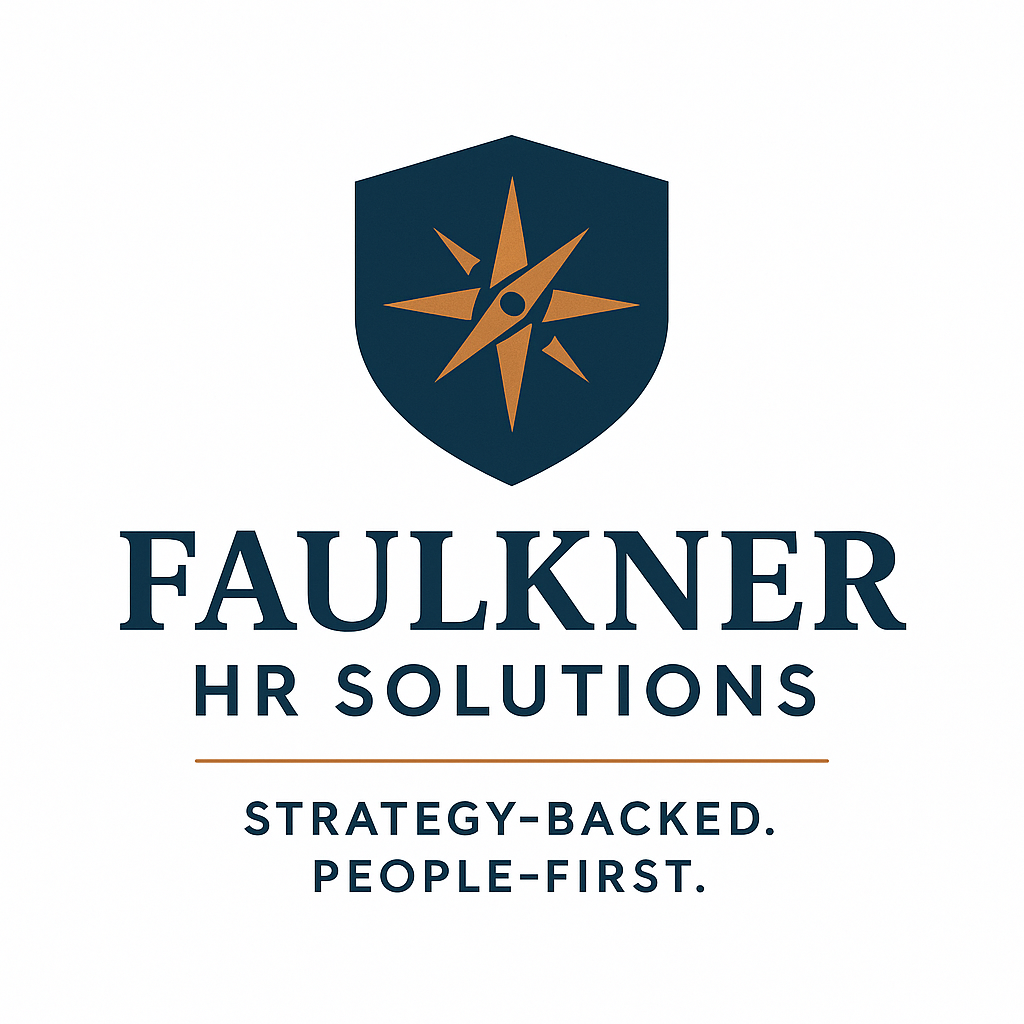 FAULKNER
HR SOLUTIONS
STRATEGY-BACKED.
PEOPLE-FIRST.